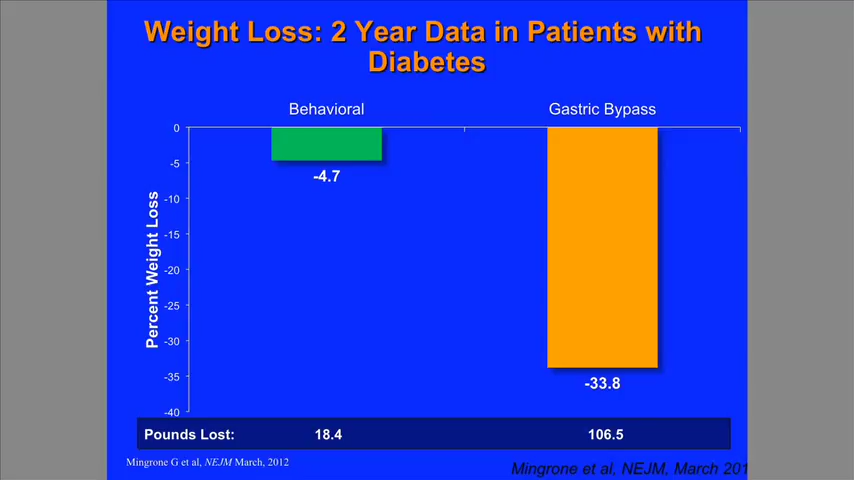 Weight Loss: 2 Year Data in Patients with
Diabetes
Behavioral
Gastric Bypass
0
-5
-10
-15
-20
-25
-30
-35
-40
Percent Weight Loss
-4.7
-33.8
Pounds Lost: 18.4 106.5
Mingrone G et al, NEJM March, 2012
Mingrone et al, NEJM, March 201